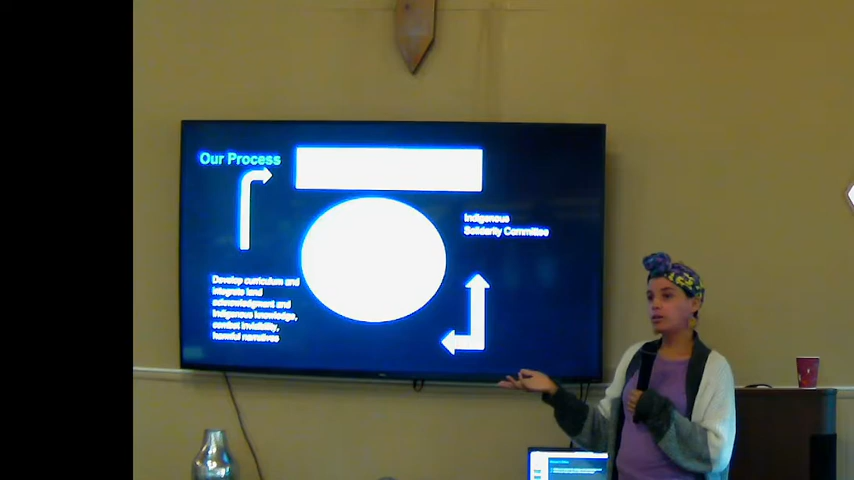 Our Process
Indigenous
Solidarity Committee
Develop curriculum and
integrate land
acknowledgment and
Indigenous knowledge,
combat invisibility,
harmful narratives